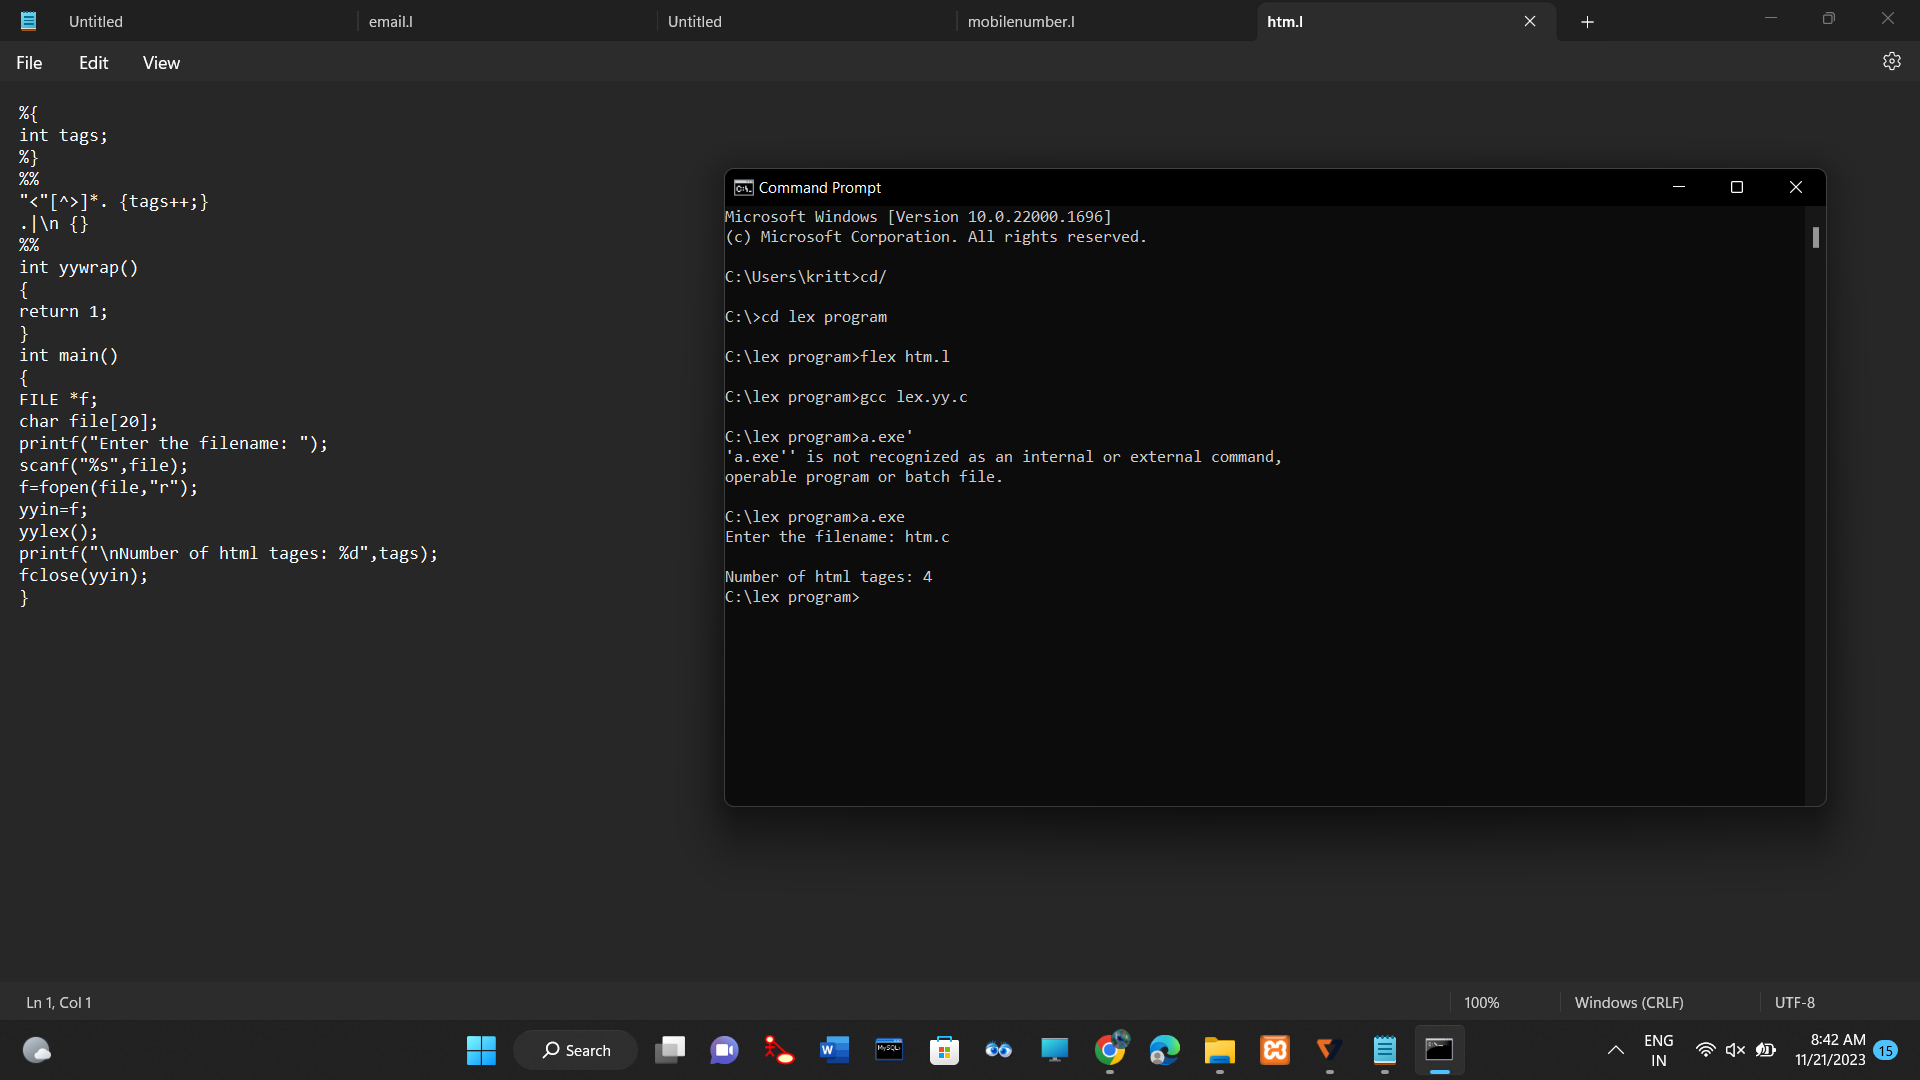 Untitled
email.l
Untitled
mobilenumber.l
htm.l
File Edit View
%{
int tags;
%}
%%
"<"[^>]*. {tags++;}
.|\n {}
%%
int yywrap()
{
return 1;
}
int main()
{
FILE *f;
char file[20];
printf("Enter the filename: ");
scanf("%s",file);
f=fopen(file,"r");
yyin=f;
yylex();
printf("\nNumber of html tages: %d",tags);
fclose(yyin);
}
Command Prompt
Microsoft Windows [Version 10.0.22000.1696]
(c) Microsoft Corporation. All rights reserved.
C:\Users\kritt>cd/
C:\>cd lex program
C:\lex program>flex htm.l
C:\lex program>gcc lex.yy.c
C:\lex program>a.exe'
'a.exe'' is not recognized as an internal or external command,
operable program or batch file.
C:\lex program>a.exe
Enter the filename: htm.c
Number of html tages: 4
C:\lex program>
Ln 1, Col 1
100%
Windows (CRLF)
UTF-8
Search
W
MySQL
ENG
IN
8:42 AM
11/21/2023
15